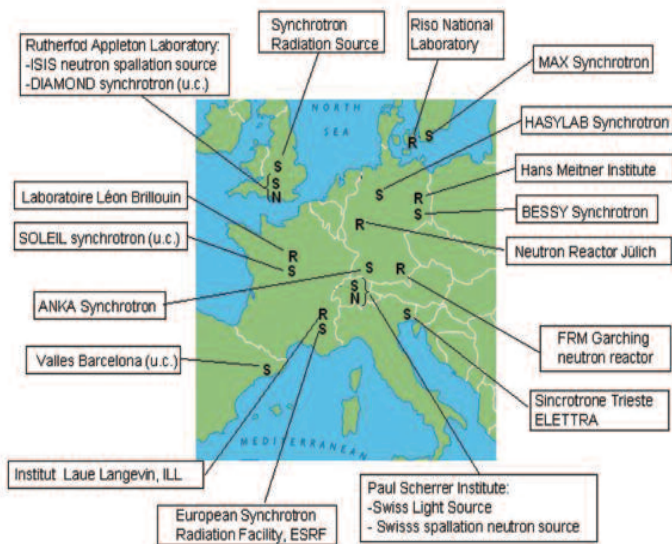 Rutherfod Appleton Laboratory:
-ISIS neutron spallation source
-DIAMOND synchrotron (u.c.)
Synchrotron
Radiation Source
Riso National
Laboratory
MAX Synchrotron
HASYLAB Synchrotron
Hans Meitner Institute
BESSY Synchrotron
Neutron Reactor Jülich
FRM Garching
neutron reactor
Sincrotrone Trieste
ELETTRA
Paul Scherrer Institute:
-Swiss Light Source
- Swisss spallation neutron source
European Synchrotron
Radiation Facility, ESRF
Institut Laue Langevin, ILL
Valles Barcelona (u.c.)
ANKA Synchrotron
SOLEIL synchrotron (u.c.)
Laboratoire Léon Brillouin
NORTH
SEA
S
R
S
S
N
S
R
S
R
R
S
S
R
S
N
R
S
S
S
MEDITERRANEAN